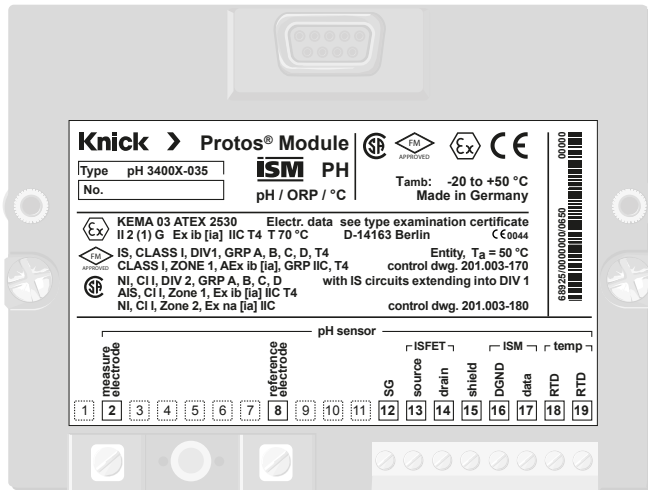 Knick > Protos® Module
Type pH 3400X-035
No.
ISM PH
pH / ORP / °C
FM
APPROVED
Ex
CE
Tamb: -20 to +50 °C
Made in Germany
00000
68925/0000000/0650
Ex
KEMA 03 ATEX 2530 Electr. data see type examination certificate
II 2 (1) G Ex ib [ia] IIC T4 T 70 °C D-14163 Berlin CE0044
FM
APPROVED
IS, CLASS I, DIV1, GRP A, B, C, D, T4 Entity, Ta = 50 °C
CLASS I, ZONE 1, AEx ib [ia], GRP IIC, T4 control dwg. 201.003-170
NI, Cl I, DIV 2, GRP A, B, C, D with IS circuits extending into DIV 1
AIS, Cl I, Zone 1, Ex ib [ia] IIC T4
NI, Cl I, Zone 2, Ex na [ia] IIC control dwg. 201.003-180
pH sensor
ISFET ISM temp
measure electrode
reference electrode
SG
source
drain
shield
DGND
data
RTD
RTD
1 2 3 4 5 6 7 8 9 10 11 12 13 14 15 16 17 18 19